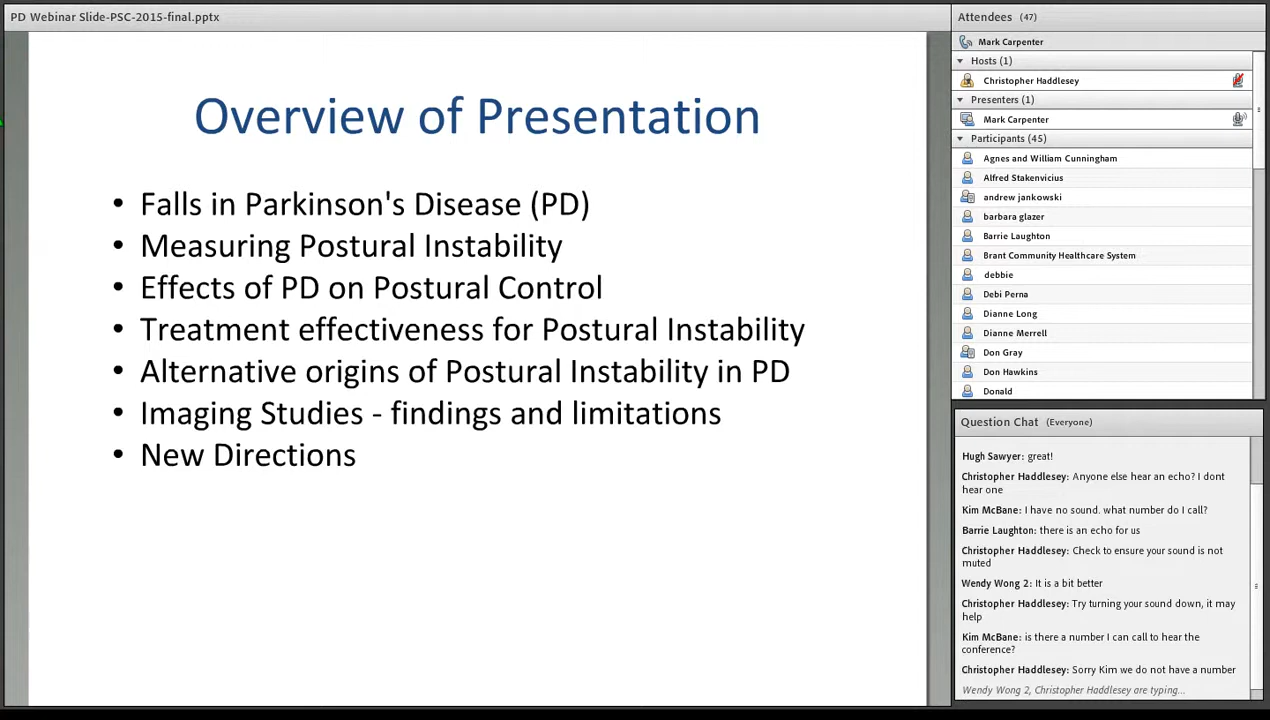 PD Webinar Slide-PSC-2015-final.pptx
Overview of Presentation
• Falls in Parkinson's Disease (PD)
• Measuring Postural Instability
• Effects of PD on Postural Control
• Treatment effectiveness for Postural Instability
• Alternative origins of Postural Instability in PD
• Imaging Studies - findings and limitations
• New Directions
Attendees (47)
Mark Carpenter
Hosts (1)
Christopher Haddlesey
Presenters (1)
Mark Carpenter
Participants (45)
Agnes and William Cunningham
Alfred Stakenvicius
andrew jankowski
barbara glazer
Barrie Laughton
Brant Community Healthcare System
debbie
Debi Perna
Dianne Long
Dianne Merrell
Don Gray
Don Hawkins
Donald
Question Chat (Everyone)
Hugh Sawyer: great!
Christopher Haddlesey: Anyone else hear an echo? I dont
hear one
Kim McBane: I have no sound. what number do I call?
Barrie Laughton: there is an echo for us
Christopher Haddlesey: Check to ensure your sound is not
muted
Wendy Wong 2: It is a bit better
Christopher Haddlesey: Try turning your sound down, it may
help
Kim McBane: is there a number I can call to hear the
conference?
Christopher Haddlesey: Sorry Kim we do not have a number
Wendy Wong 2, Christopher Haddlesey are typing...